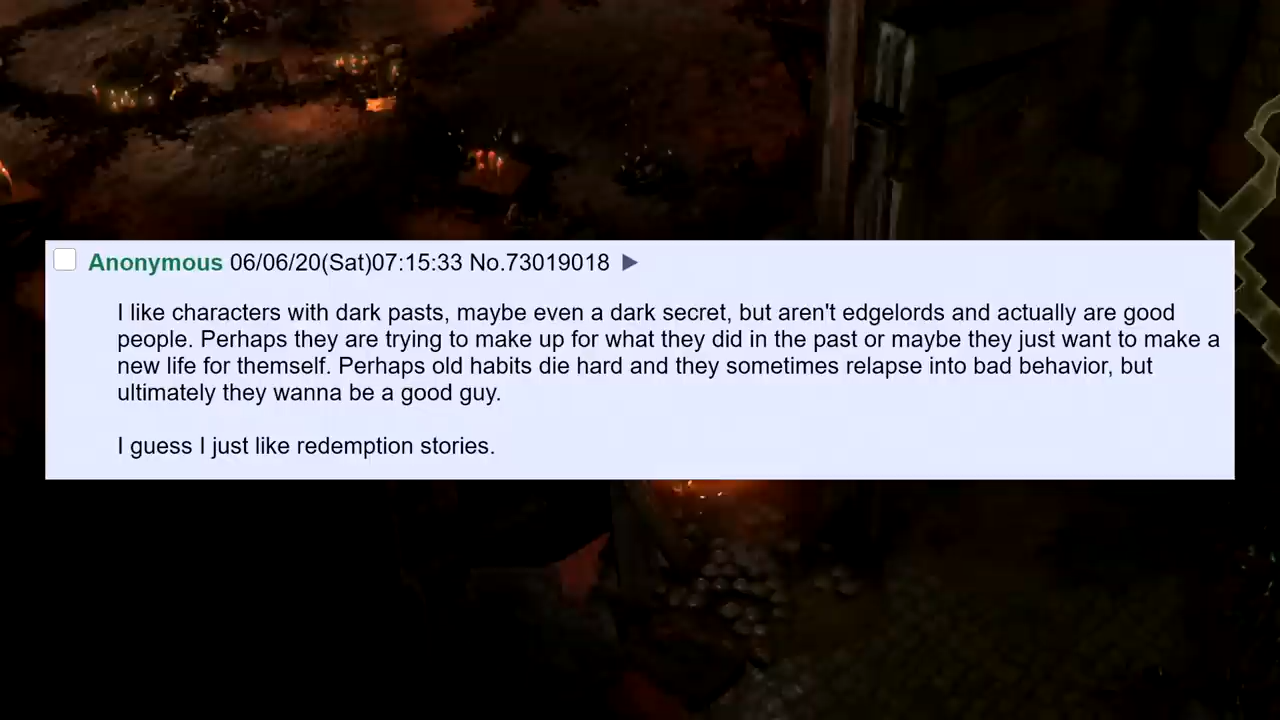 Anonymous 06/06/20(Sat)07:15:33 No.73019018 ▶
I like characters with dark pasts, maybe even a dark secret, but aren't edgelords and actually are good
people. Perhaps they are trying to make up for what they did in the past or maybe they just want to make a
new life for themself. Perhaps old habits die hard and they sometimes relapse into bad behavior, but
ultimately they wanna be a good guy.
I guess I just like redemption stories.